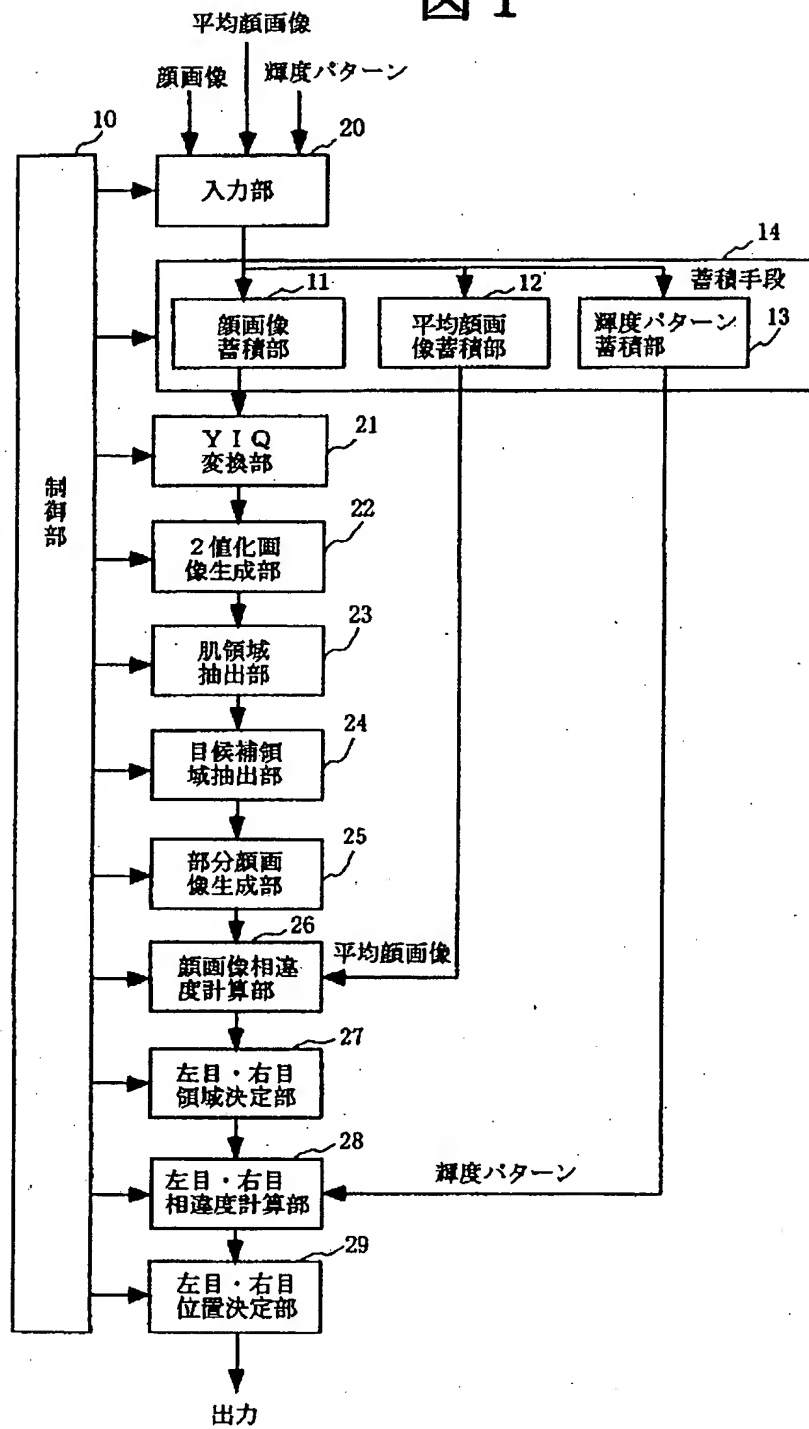 図 1
平均顔画像
顔画像
輝度パターン
10
20
入力部
14
蓄積手段
11
顔画像
蓄積部
12
平均顔画
像蓄積部
輝度パターン
蓄積部
13
ＹＩＱ
変換部
21
制御部
２値化画
像生成部
22
肌領域
抽出部
23
目候補領
域抽出部
24
部分顔画
像生成部
25
26
顔画像相違
度計算部
平均顔画像
27
左目・右目
領域決定部
28
左目・右目
相違度計算部
輝度パターン
29
左目・右目
位置決定部
出力